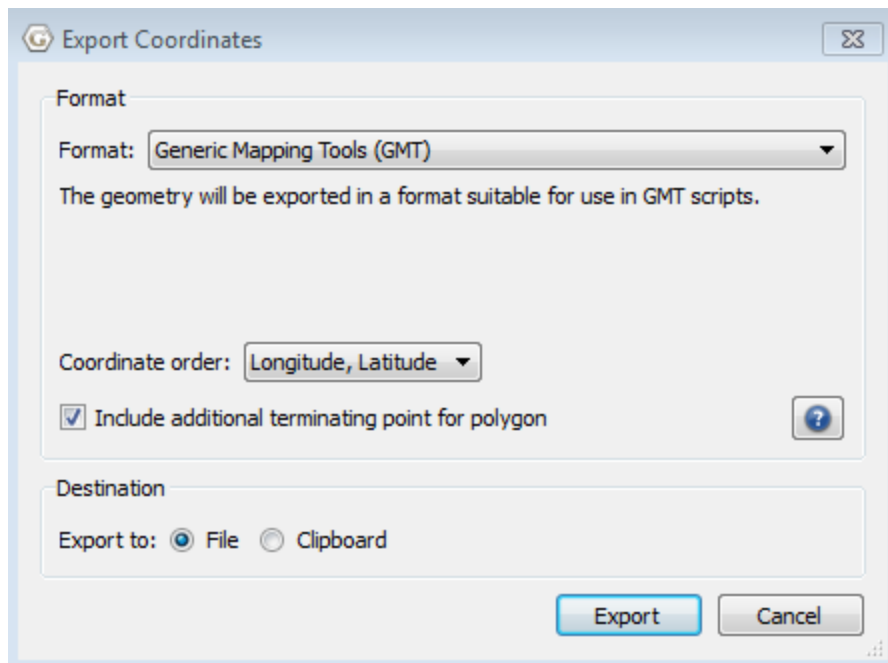 Export Coordinates
Format
Format: Generic Mapping Tools (GMT)
The geometry will be exported in a format suitable for use in GMT scripts.
Coordinate order: Longitude, Latitude
Include additional terminating point for polygon
Destination
Export to: File Clipboard
Export Cancel